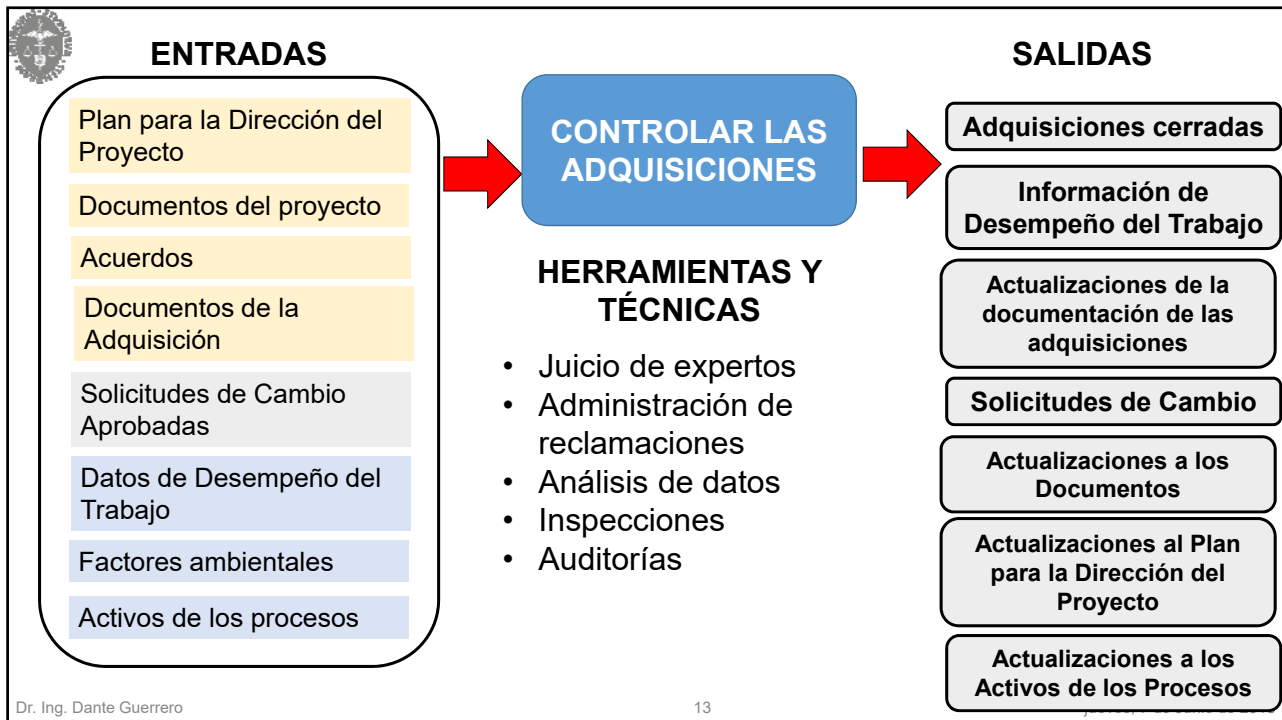 ENTRADAS
Plan para la Dirección del
Proyecto
Documentos del proyecto
Acuerdos
Documentos de la
Adquisición
Solicitudes de Cambio
Aprobadas
Datos de Desempeño del
Trabajo
Factores ambientales
Activos de los procesos
CONTROLAR LAS
ADQUISICIONES
HERRAMIENTAS Y
TÉCNICAS
• Juicio de expertos
• Administración de
reclamaciones
• Análisis de datos
• Inspecciones
• Auditorías
SALIDAS
Adquisiciones cerradas
Información de
Desempeño del Trabajo
Actualizaciones de la
documentación de las
adquisiciones
Solicitudes de Cambio
Actualizaciones a los
Documentos
Actualizaciones al Plan
para la Dirección del
Proyecto
Actualizaciones a los
Activos de los Procesos
Dr. Ing. Dante Guerrero
13